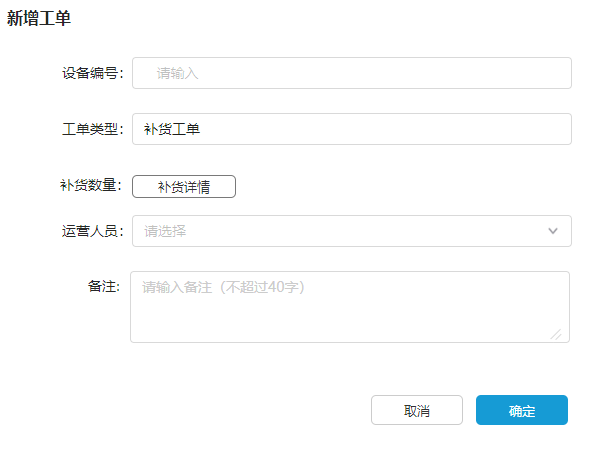 新增工单
设备编号： 请输入
工单类型： 补货工单
补货数量： 补货详情
运营人员： 请选择
备注: 请输入备注（不超过40字）
取消 确定